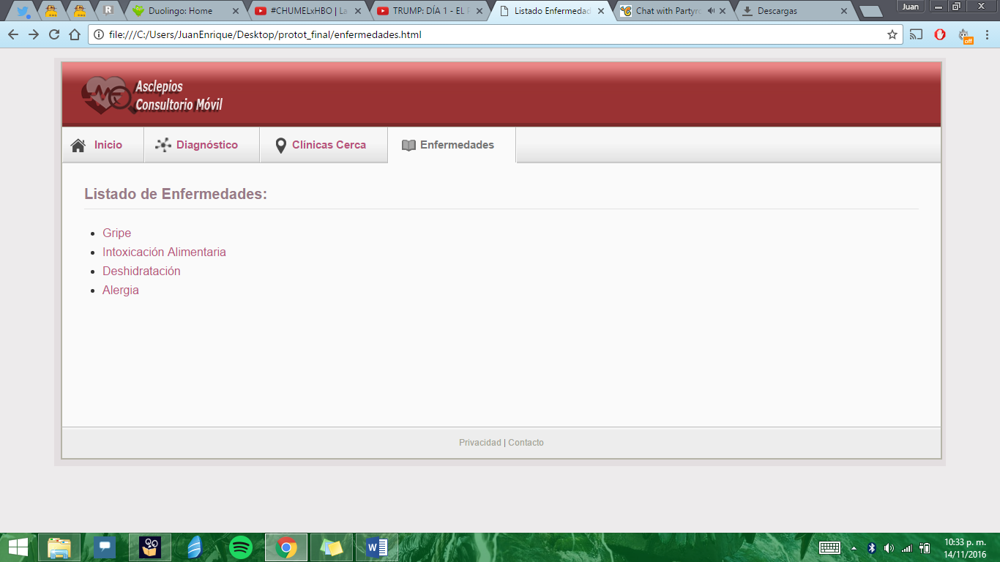 Duolingo: Home
#CHUMELxHBO | La
TRUMP: DÍA 1 - EL
Listado Enfermedad
Chat with Partyro
Descargas
Juan
file:///C:/Users/JuanEnrique/Desktop/protot_final/enfermedades.html
off
Asclepios
Consultorio Móvil
Inicio
Diagnóstico
Clínicas Cerca
Enfermedades
Listado de Enfermedades:
Gripe
Intoxicación Alimentaria
Deshidratación
Alergia
Privacidad | Contacto
10:33 p. m.
14/11/2016